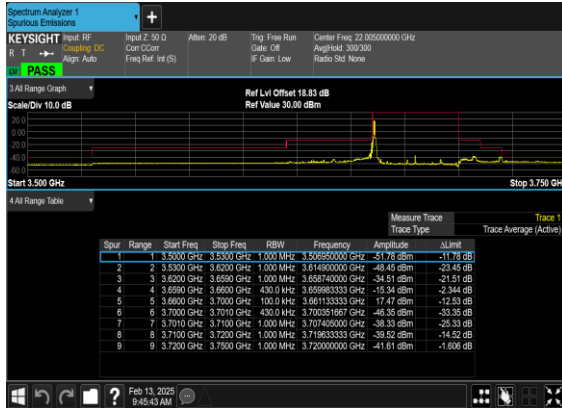 Spectrum Analyzer 1
Spurious Emissions
+
KEYSIGHT Input: RF Input Z: 50 Ω Atten: 20 dB Trig: Free Run Center Freq: 22.005000000 GHz
R T Coupling: DC Corr CCorr Gate: Off Avg|Hold: 300/300
Align: Auto Freq Ref: Int (S) IF Gain: Low Radio Std: None
PASS
3 All Range Graph Ref Lvl Offset 18.83 dB
Scale/Div 10.0 dB Ref Value 30.00 dBm
20.0
0.00
-20.0
-40.0
-60.0
Start 3.500 GHz Stop 3.750 GH
4 All Range Table
Measure Trace Trace 1
Trace Type Trace Average (Active)
Spur Range Start Freq Stop Freq RBW Frequency Amplitude ΔLimit
1 1 3.5000 GHz 3.5300 GHz 1.000 MHz 3.506950000 GHz -51.78 dBm -11.78 dB
2 2 3.5300 GHz 3.6200 GHz 1.000 MHz 3.614900000 GHz -48.45 dBm -23.45 dB
3 3 3.6200 GHz 3.6590 GHz 1.000 MHz 3.658740000 GHz -34.51 dBm -21.51 dB
4 4 3.6590 GHz 3.6600 GHz 430.0 kHz 3.659983333 GHz -15.34 dBm -2.344 dB
5 5 3.6600 GHz 3.7000 GHz 100.0 kHz 3.661133333 GHz 17.47 dBm -12.53 dB
6 6 3.7000 GHz 3.7010 GHz 430.0 kHz 3.700351667 GHz -46.35 dBm -33.35 dB
7 7 3.7010 GHz 3.7100 GHz 1.000 MHz 3.707405000 GHz -38.33 dBm -25.33 dB
8 8 3.7100 GHz 3.7200 GHz 1.000 MHz 3.719633333 GHz -39.52 dBm -14.52 dB
9 9 3.7200 GHz 3.7500 GHz 1.000 MHz 3.720000000 GHz -41.61 dBm -1.606 dB
? Feb 13, 2025
9:45:43 AM